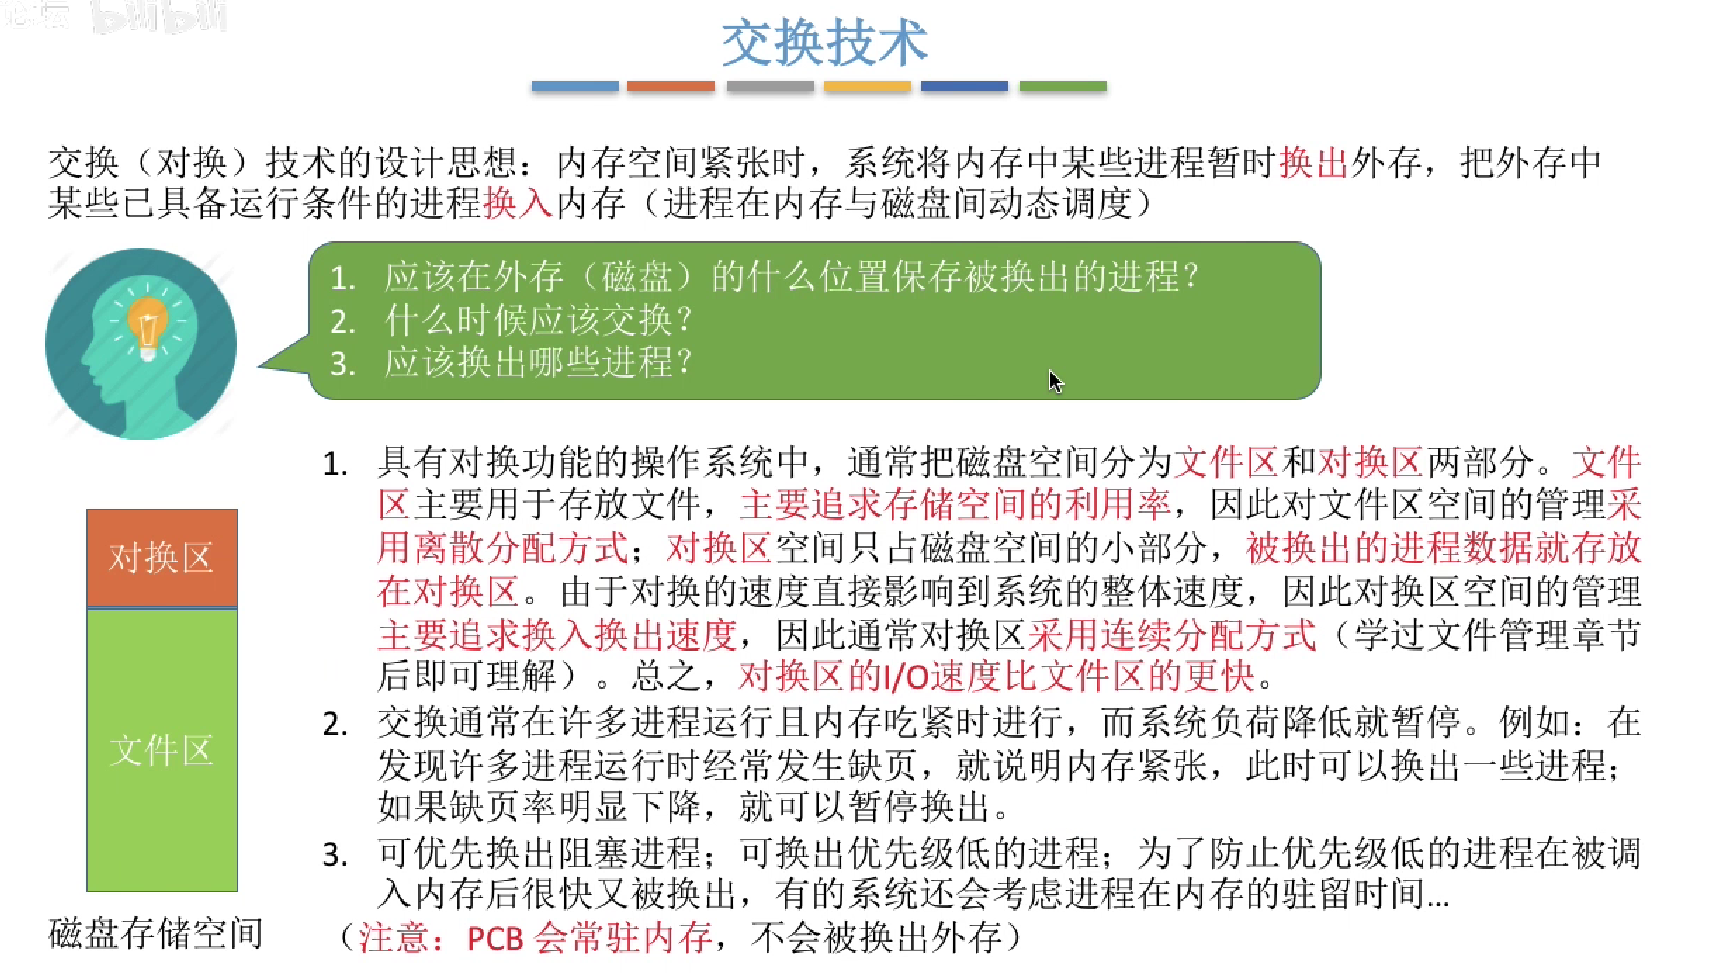 bilibili
交换技术
交换（对换）技术的设计思想：内存空间紧张时，系统将内存中某些进程暂时换出外存，把外存中
某些已具备运行条件的进程换入内存（进程在内存与磁盘间动态调度）
1. 应该在外存（磁盘）的什么位置保存被换出的进程？
2. 什么时候应该交换？
3. 应该换出哪些进程？
1. 具有对换功能的操作系统中，通常把磁盘空间分为文件区和对换区两部分。文件
区主要用于存放文件，主要追求存储空间的利用率，因此对文件区空间的管理采
用离散分配方式；对换区空间只占磁盘空间的小部分，被换出的进程数据就存放
在对换区。由于对换的速度直接影响到系统的整体速度，因此对换区空间的管理
主要追求换入换出速度，因此通常对换区采用连续分配方式（学过文件管理章节
后即可理解）。总之，对换区的I/O速度比文件区的更快。
2. 交换通常在许多进程运行且内存吃紧时进行，而系统负荷降低就暂停。例如：在
发现许多进程运行时经常发生缺页，就说明内存紧张，此时可以换出一些进程；
如果缺页率明显下降，就可以暂停换出。
3. 可优先换出阻塞进程；可换出优先级低的进程；为了防止优先级低的进程在被调
入内存后很快又被换出，有的系统还会考虑进程在内存的驻留时间…
（注意：PCB 会常驻内存，不会被换出外存）
对换区
文件区
磁盘存储空间